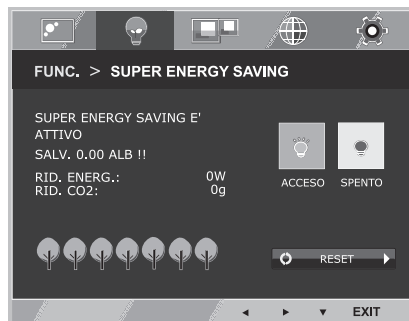 FUNC. > SUPER ENERGY SAVING
SUPER ENERGY SAVING E'
ATTIVO
SALV. 0.00 ALB !!
RID. ENERG.: 0W
RID. CO2: 0g
ACCESO SPENTO
RESET
EXIT